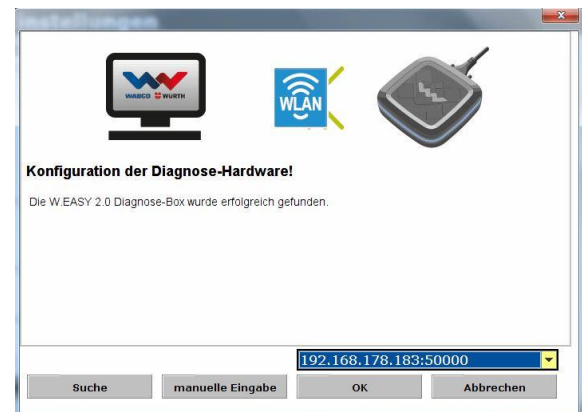 nstellungen
WABCO WÜRTH
WLAN
Konfiguration der Diagnose-Hardware!
Die W.EASY 2.0 Diagnose-Box wurde erfolgreich gefunden.
192.168.178.183:50000
Suche manuelle Eingabe OK Abbrechen